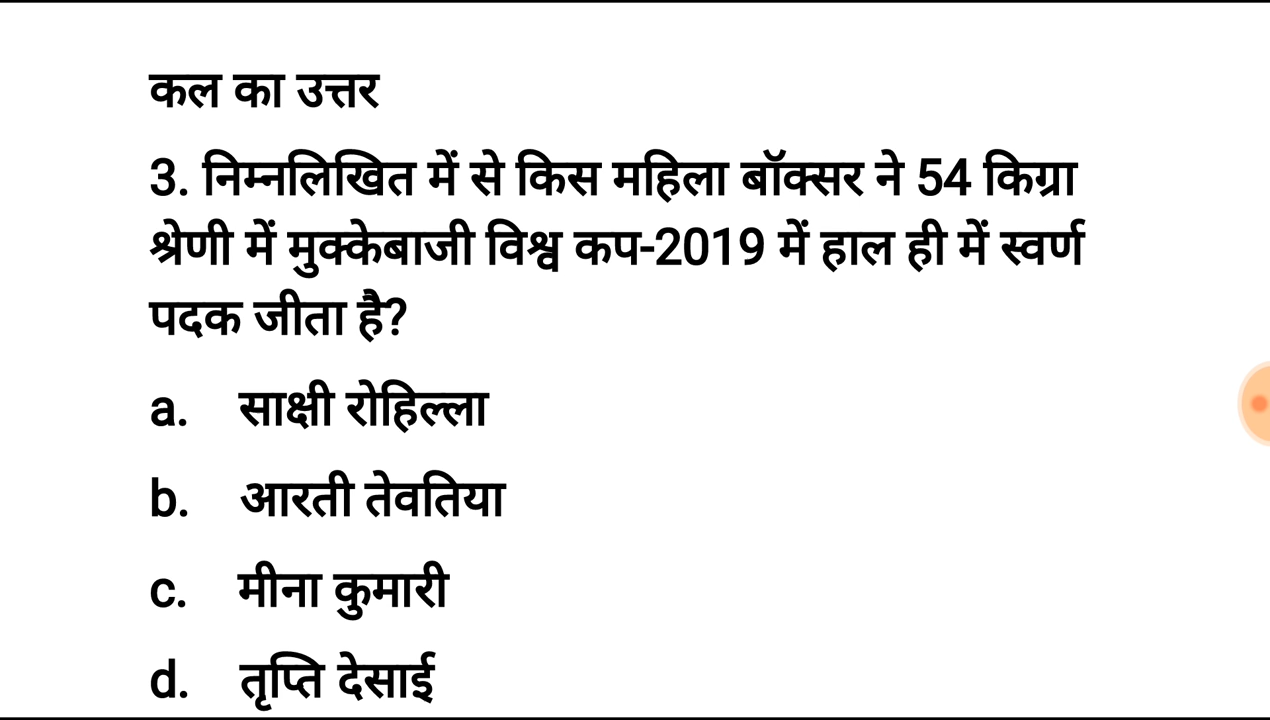 कल का उत्तर
3. निम्नलिखित में से किस महिला बॉक्सर ने 54 किग्रा
श्रेणी में मुक्केबाजी विश्व कप-2019 में हाल ही में स्वर्ण
पदक जीता है?
a. साक्षी रोहिल्ला
b. आरती तेवतिया
c. मीना कुमारी
d. तृप्ति देसाई